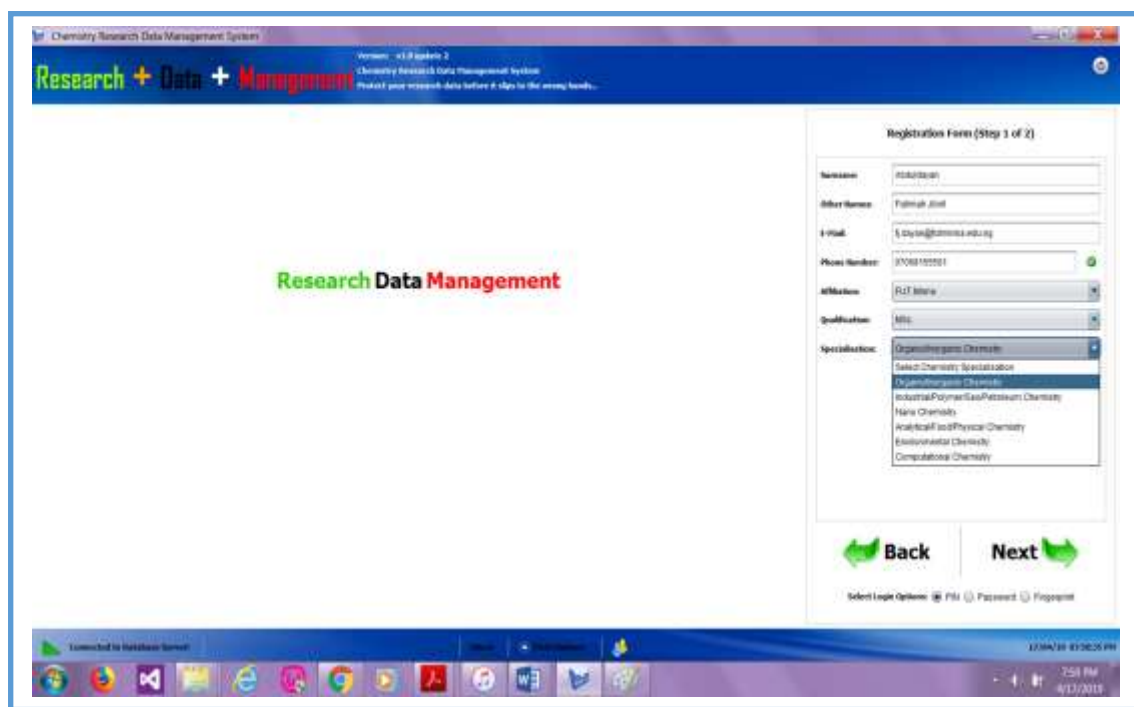 Chemistry Research Data Management System
Research + Data + Management
Version: v1.0 update 2
Chemistry Research Data Management System
Protect your research data before it slips to the wrong hands...
Registration Form (Step 1 of 2)
Research Data Management
Surname:
Other Names:
E-Mail:
Phone Number:
Affiliation:
Qualification: MSc
Specialisation: Organic/Inorganic Chemistry
Select Chemistry Specialisation
Organic/Inorganic Chemistry
Industrial/Polymer/Gas/Petroleum Chemistry
Nano Chemistry
Analytical/Food/Physical Chemistry
Environmental Chemistry
Computational Chemistry
Back Next
Select Login Options: PIN Password Fingerprint
Connected to Database Server
7:58 PM